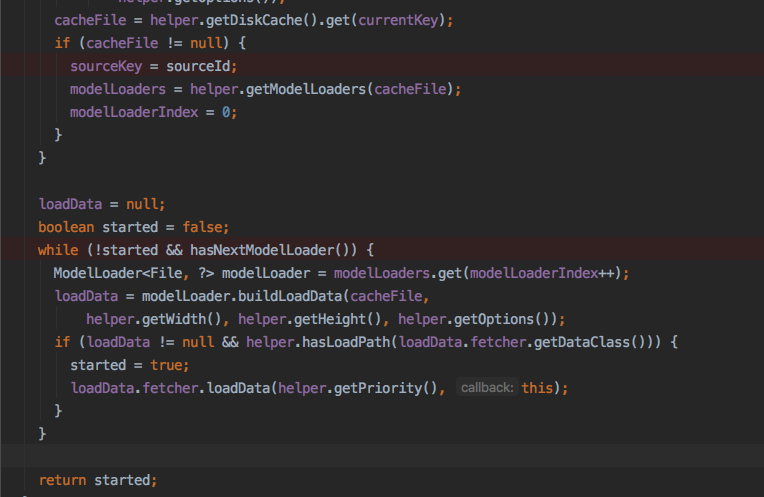 helper.getOptions());
cacheFile = helper.getDiskCache().get(currentKey);
if (cacheFile != null) {
sourceKey = sourceId;
modelLoaders = helper.getModelLoaders(cacheFile);
modelLoaderIndex = 0;
}
}
loadData = null;
boolean started = false;
while (!started && hasNextModelLoader()) {
ModelLoader<File, ?> modelLoader = modelLoaders.get(modelLoaderIndex++);
loadData = modelLoader.buildLoadData(cacheFile,
helper.getWidth(), helper.getHeight(), helper.getOptions());
if (loadData != null && helper.hasLoadPath(loadData.fetcher.getDataClass())) {
started = true;
loadData.fetcher.loadData(helper.getPriority(), callback: this);
}
}
return started;